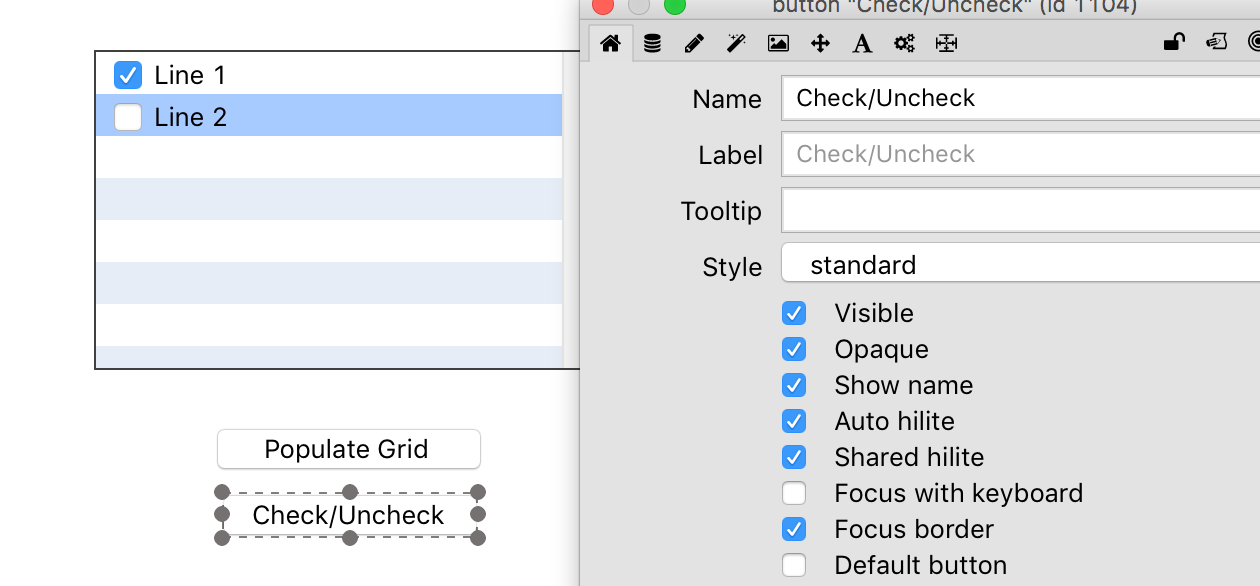 button "Check/Uncheck" (id 1104)
Line 1
Line 2
Populate Grid
Check/Uncheck
Name
Check/Uncheck
Label
Check/Uncheck
Tooltip
Style
standard
Visible
Opaque
Show name
Auto hilite
Shared hilite
Focus with keyboard
Focus border
Default button